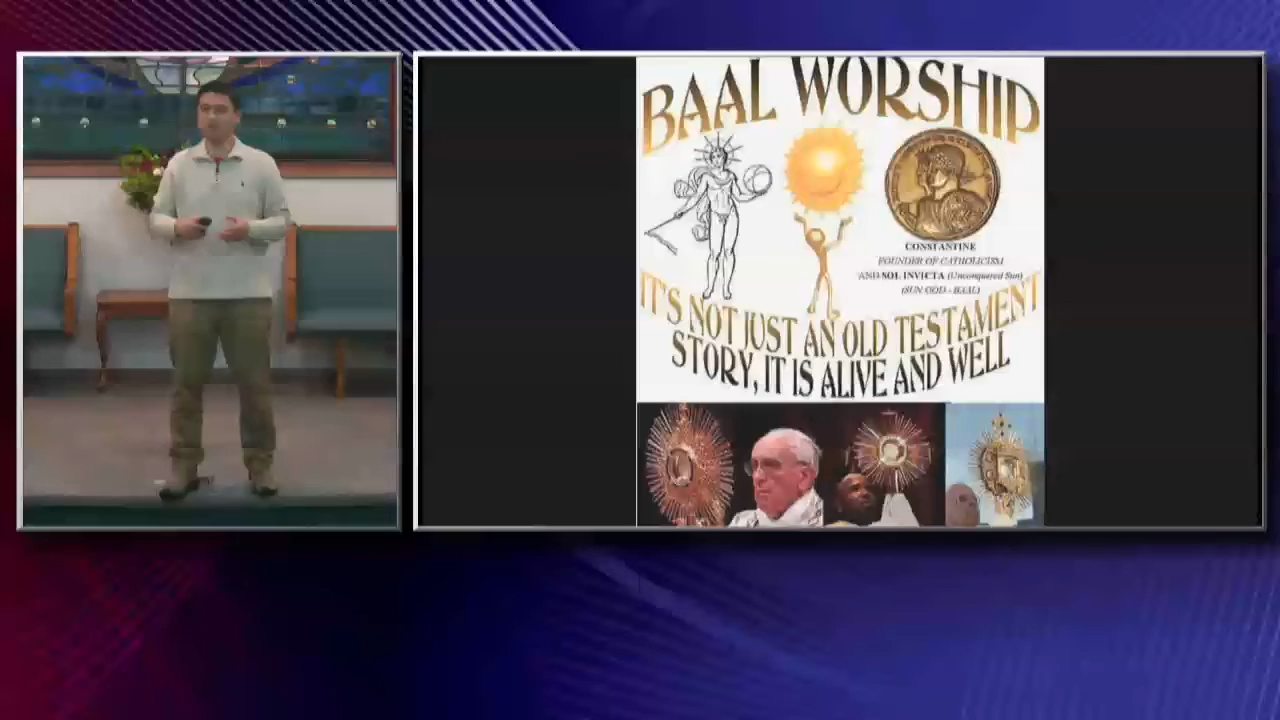 BAAL WORSHIP
CONSTANTINE
FOUNDER OF CATHOLICISM
AND SOL INVICTA (Unconquered Sun)
(SUN GOD - BAAL)
IT'S NOT JUST AN OLD TESTAMENT
STORY, IT IS ALIVE AND WELL